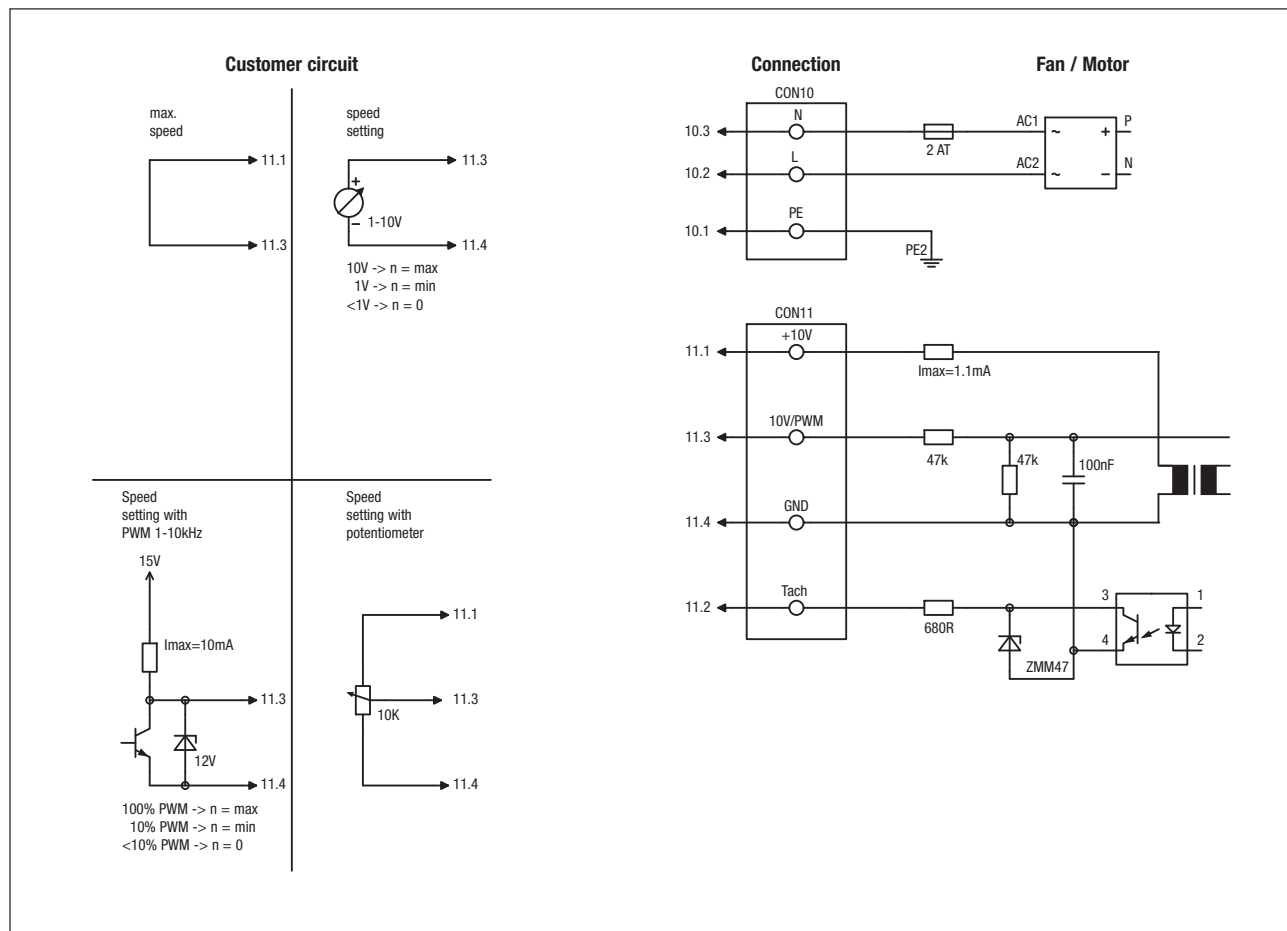 Customer circuit
max.
speed
11.1
11.3
speed
setting
11.3
+
1-10V
–
11.4
10V -> n = max
1V -> n = min
<1V -> n = 0
Speed
setting with
PWM 1-10kHz
15V
Imax=10mA
11.3
12V
11.4
100% PWM -> n = max
10% PWM -> n = min
<10% PWM -> n = 0
Speed
setting with
potentiometer
11.1
11.3
10K
11.4
Connection
Fan / Motor
CON10
N
10.3
2 AT
AC1
~
+
P
L
10.2
AC2
~
–
N
PE
10.1
PE2
CON11
+10V
11.1
Imax=1.1mA
10V/PWM
11.3
47k
47k
100nF
GND
11.4
Tach
11.2
680R
3
1
4
2
ZMM47